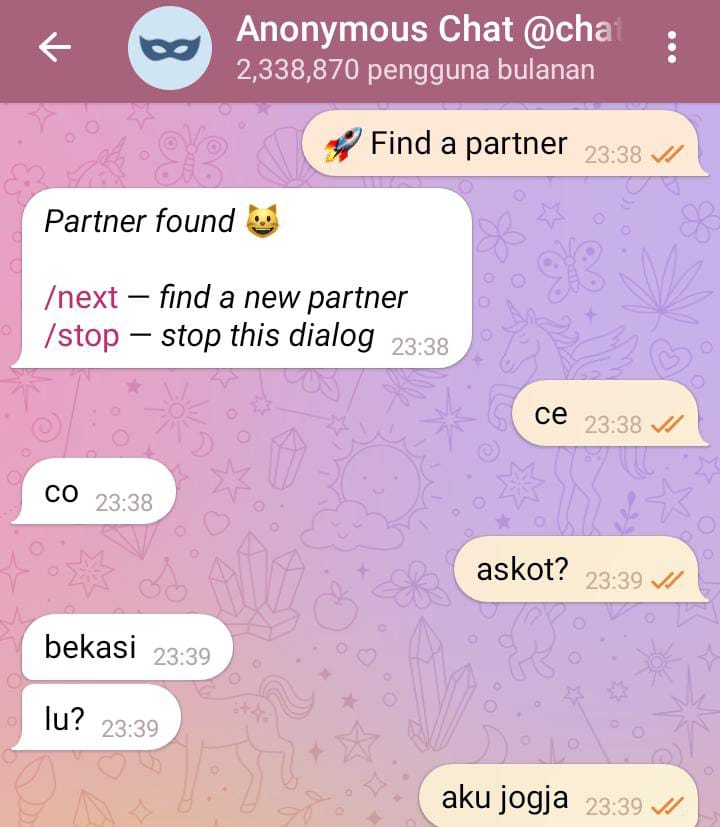 Anonymous Chat @chat
2,338,870 pengguna bulanan
Find a partner 23:38
Partner found
/next — find a new partner
/stop — stop this dialog 23:38
ce 23:38
co 23:38
askot? 23:39
bekasi 23:39
lu? 23:39
aku jogja 23:39